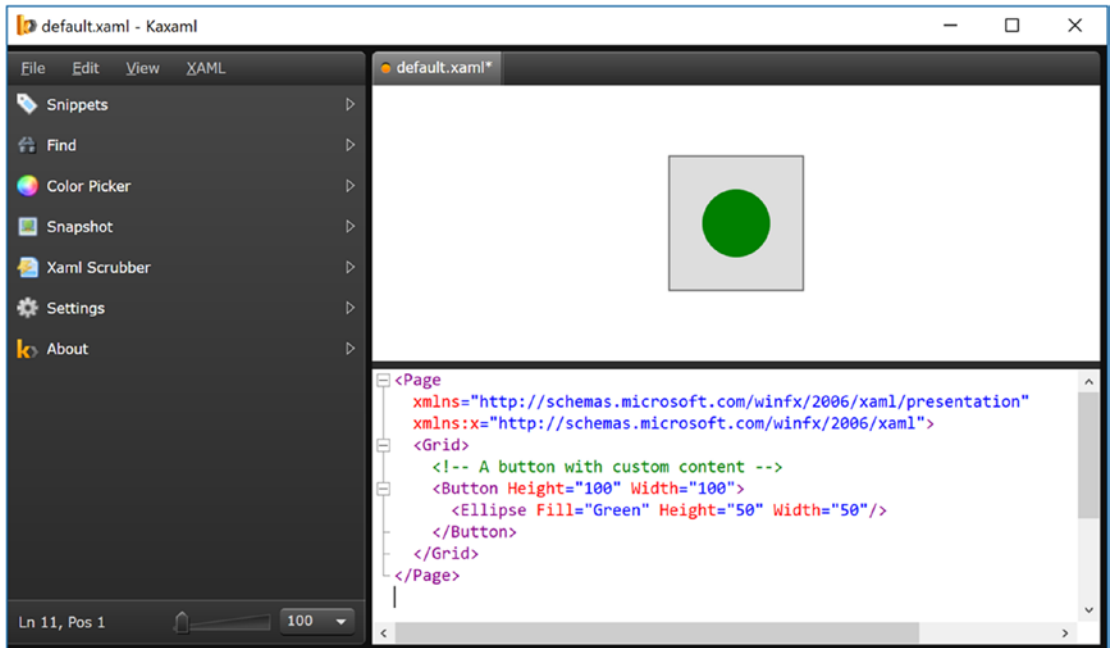 default.xaml - Kaxaml
File Edit View XAML
default.xaml*
Snippets
Find
Color Picker
Snapshot
Xaml Scrubber
Settings
About
<Page
xmlns="http://schemas.microsoft.com/winfx/2006/xaml/presentation"
xmlns:x="http://schemas.microsoft.com/winfx/2006/xaml">
<Grid>
<!-- A button with custom content -->
<Button Height="100" Width="100">
<Ellipse Fill="Green" Height="50" Width="50"/>
</Button>
</Grid>
</Page>
Ln 11, Pos 1
100